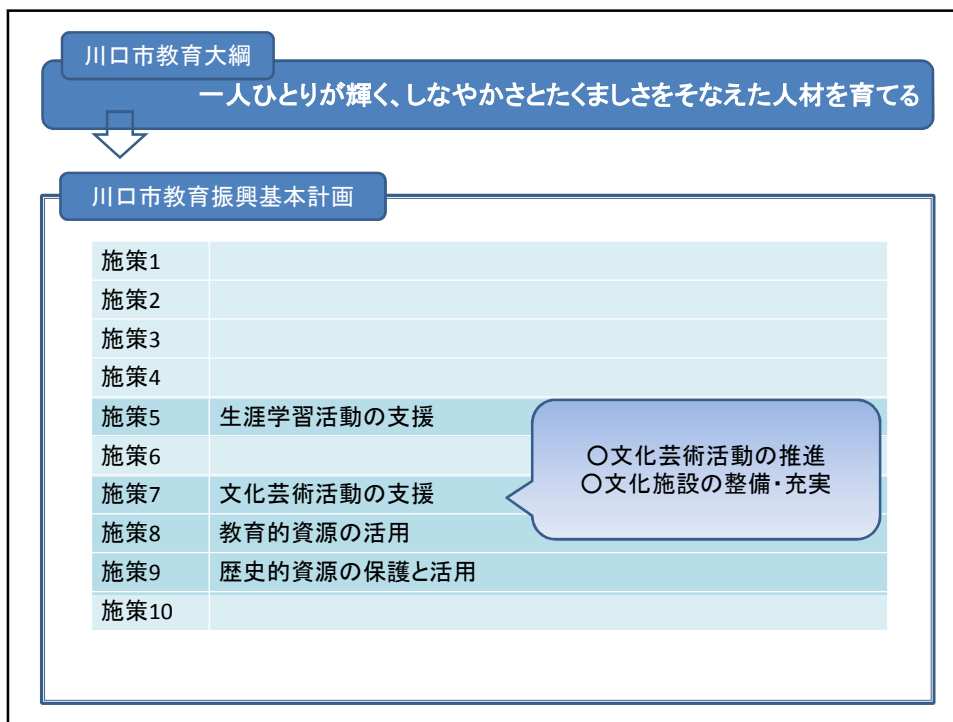 川口市教育大綱
一人ひとりが輝く、しなやかさとたくましさをそなえた人材を育てる
川口市教育振興基本計画
施策1
施策2
施策3
施策4
施策5 生涯学習活動の支援
施策6
施策7 文化芸術活動の支援
施策8 教育的資源の活用
施策9 歴史的資源の保護と活用
施策10
〇文化芸術活動の推進
〇文化施設の整備・充実